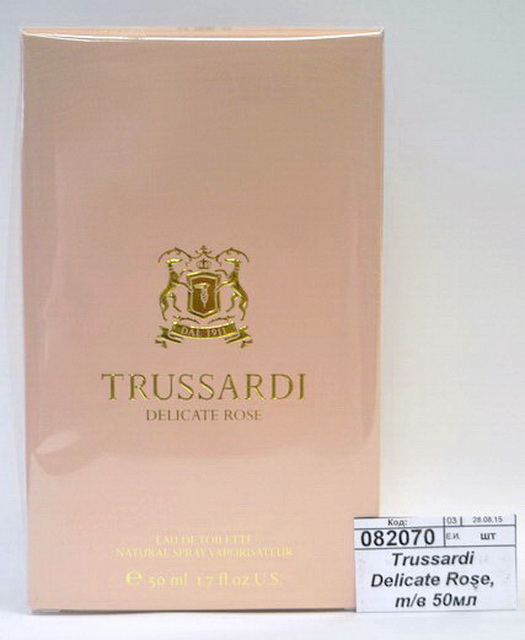 DAL 1911
TRUSSARDI
DELICATE ROSE
EAU DE TOILETTE
NATURAL SPRAY VAPORISATEUR
℮ 50 ml 1.7 fl.oz U.S.
Код: 03 28.08.15
082070 Е.И. шт
Trussardi
Delicate Rose,
т/в 50мл